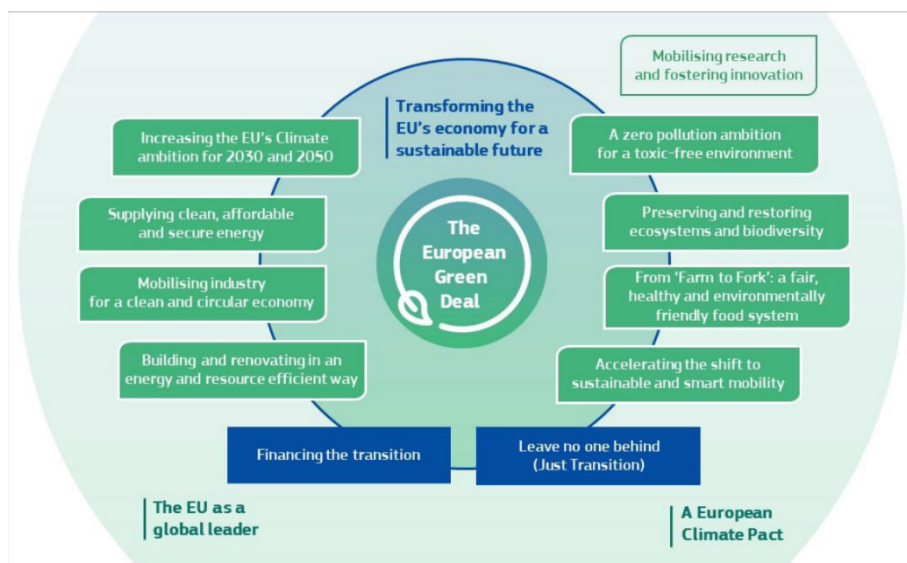 Mobilising research
and fostering innovation
Transforming the
EU's economy for a
sustainable future
Increasing the EU's Climate
ambition for 2030 and 2050
A zero pollution ambition
for a toxic-free environment
Supplying clean, affordable
and secure energy
Preserving and restoring
ecosystems and biodiversity
The
European
Green
Deal
Mobilising industry
for a clean and circular economy
From ‘Farm to Fork’: a fair,
healthy and environmentally
friendly food system
Building and renovating in an
energy and resource efficient way
Accelerating the shift to
sustainable and smart mobility
Financing the transition
Leave no one behind
(Just Transition)
The EU as a
global leader
A European
Climate Pact